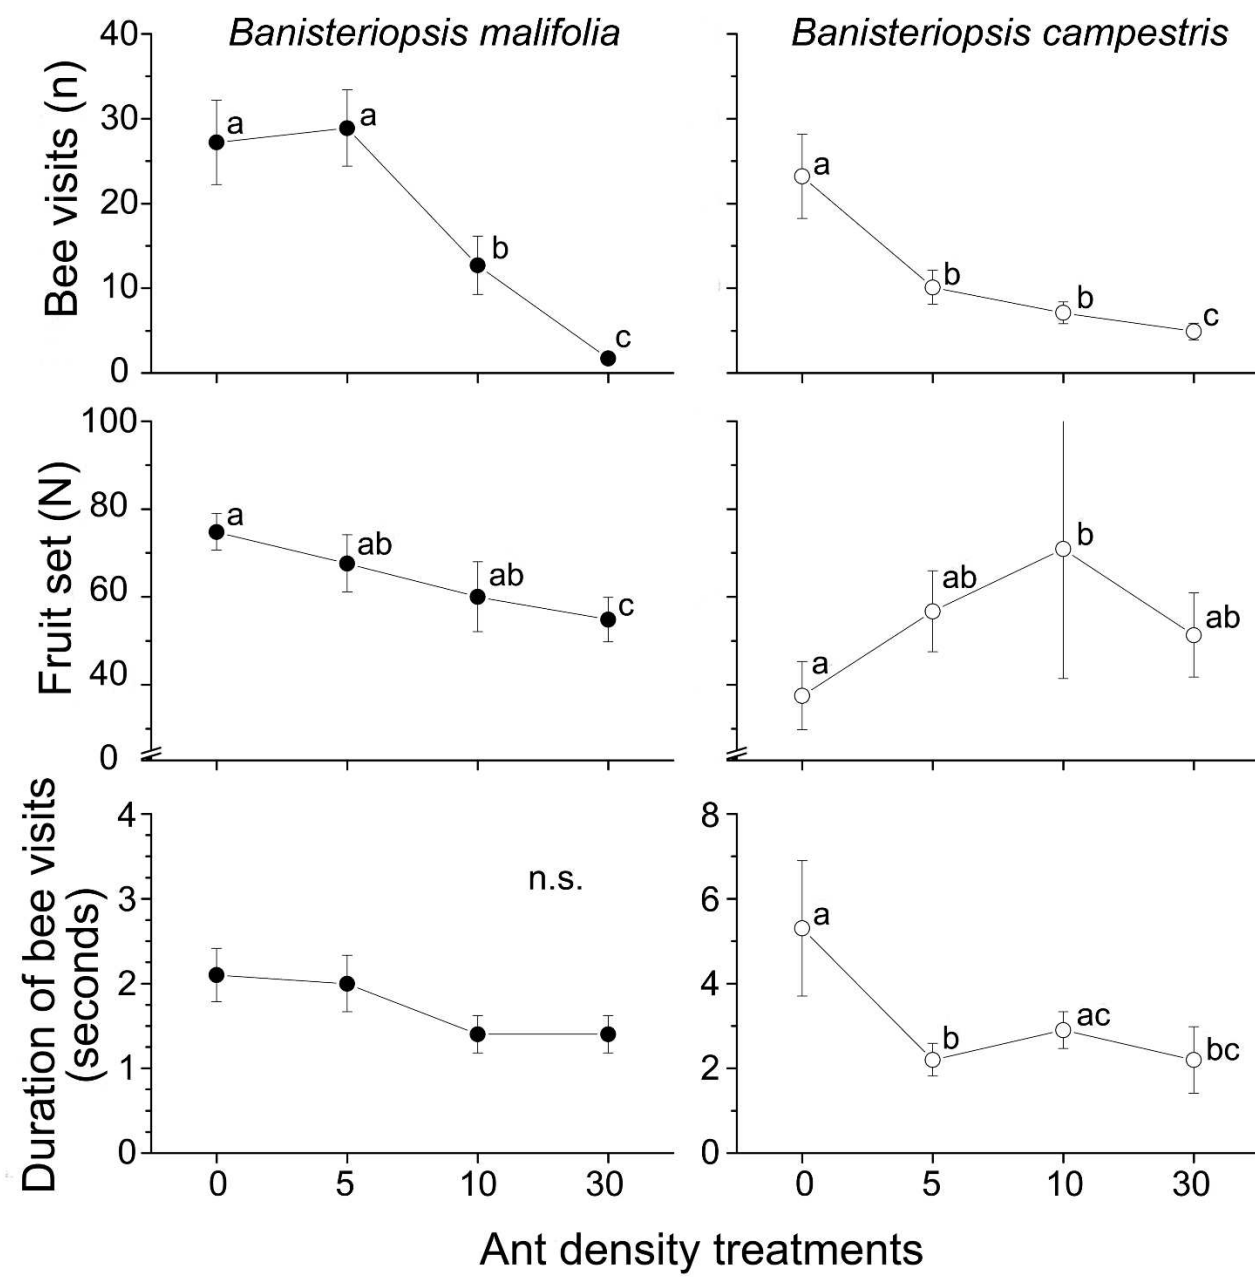 Banisteriopsis malifolia
Banisteriopsis campestris
Bee visits (n)
40
30
20
10
0
a
a
b
c
a
b
b
c
Fruit set (N)
100
80
60
40
0
a
ab
ab
c
a
ab
b
ab
Duration of bee visits
(seconds)
4
3
2
1
0
n.s.
8
6
4
2
0
a
b
ac
bc
0 5 10 30
0 5 10 30
Ant density treatments